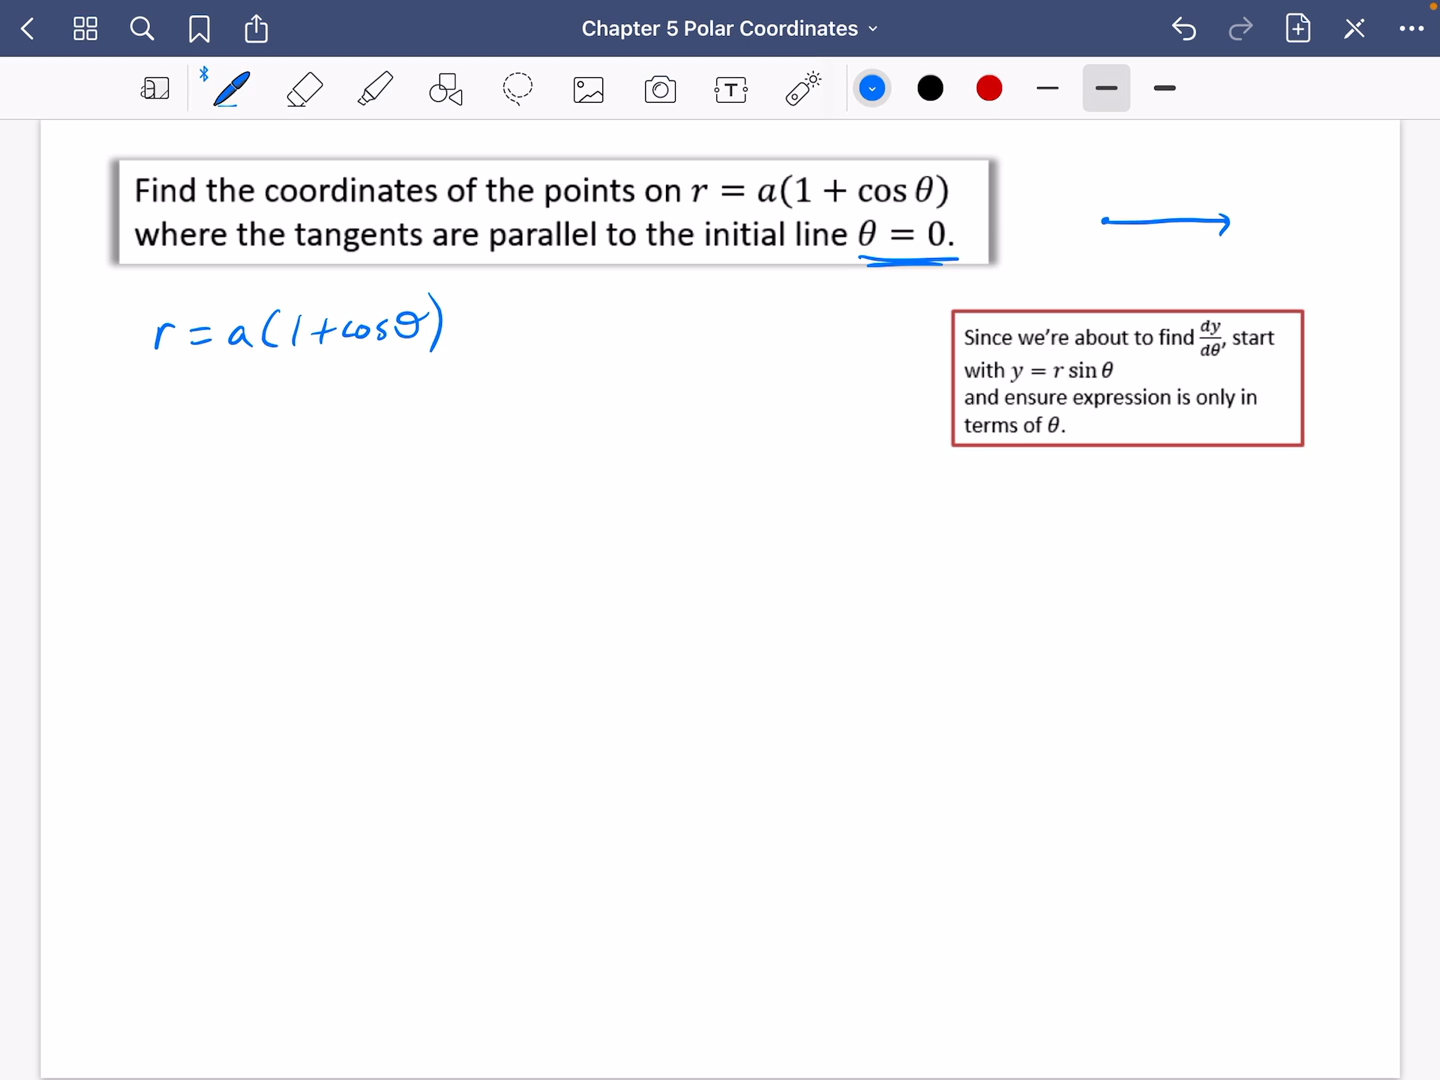 Chapter 5 Polar Coordinates
Find the coordinates of the points on r = a(1 + cos θ)
where the tangents are parallel to the initial line θ = 0.
r = a(1+cosθ)
Since we're about to find dy/dθ, start
with y = r sin θ
and ensure expression is only in
terms of θ.